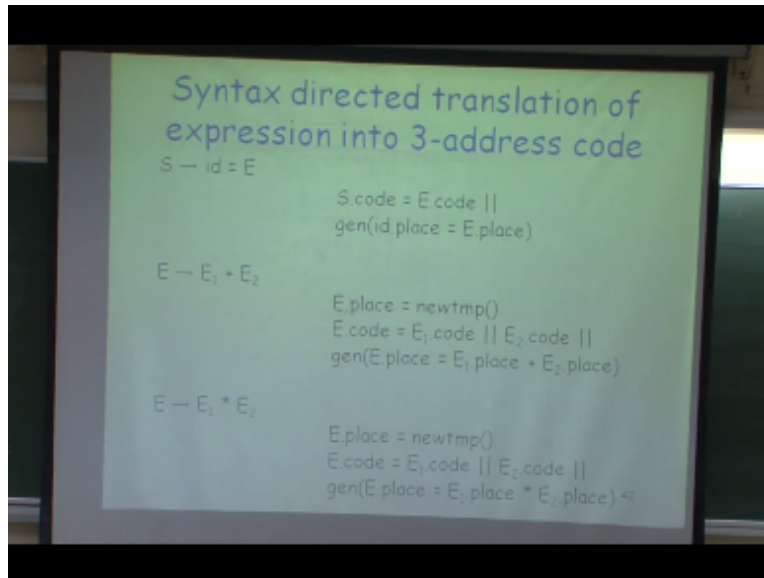 Syntax directed translation of
expression into 3-address code
S → id = E
S.code = E.code ||
gen(id.place = E.place)
E → E₁ + E₂
E.place = newtmp()
E.code = E₁.code || E₂.code ||
gen(E.place = E₁.place + E₂.place)
E → E₁ * E₂
E.place = newtmp()
E.code = E₁.code || E₂.code ||
gen(E.place = E₁.place * E₂.place) 42